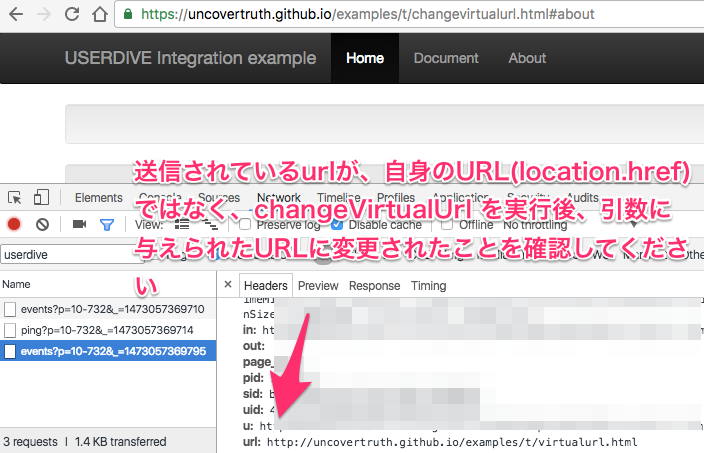 https://uncovertruth.github.io/examples/t/changevirtualurl.html#about
USERDIVE Integration example Home Document About
送信されているurlが、自身のURL(location.href)
ではなく、changeVirtualUrl を実行後、引数に
与えられたURLに変更されたことを確認してくださ
い
Elements Console Sources Network Timeline Profiles
View: Preserve log Disable cache Offline No throttling
userdive
Name
× Headers Preview Response Timing
events?p=10-732&_=1473057369710
ping?p=10-732&_=1473057369714
events?p=10-732&_=1473057369795
nSize
in: ht
out:
page_
pid:
sid: b
uid: 4
u: ht
url: http://uncovertruth.github.io/examples/t/virtualurl.html
3 requests | 1.4 KB transferred